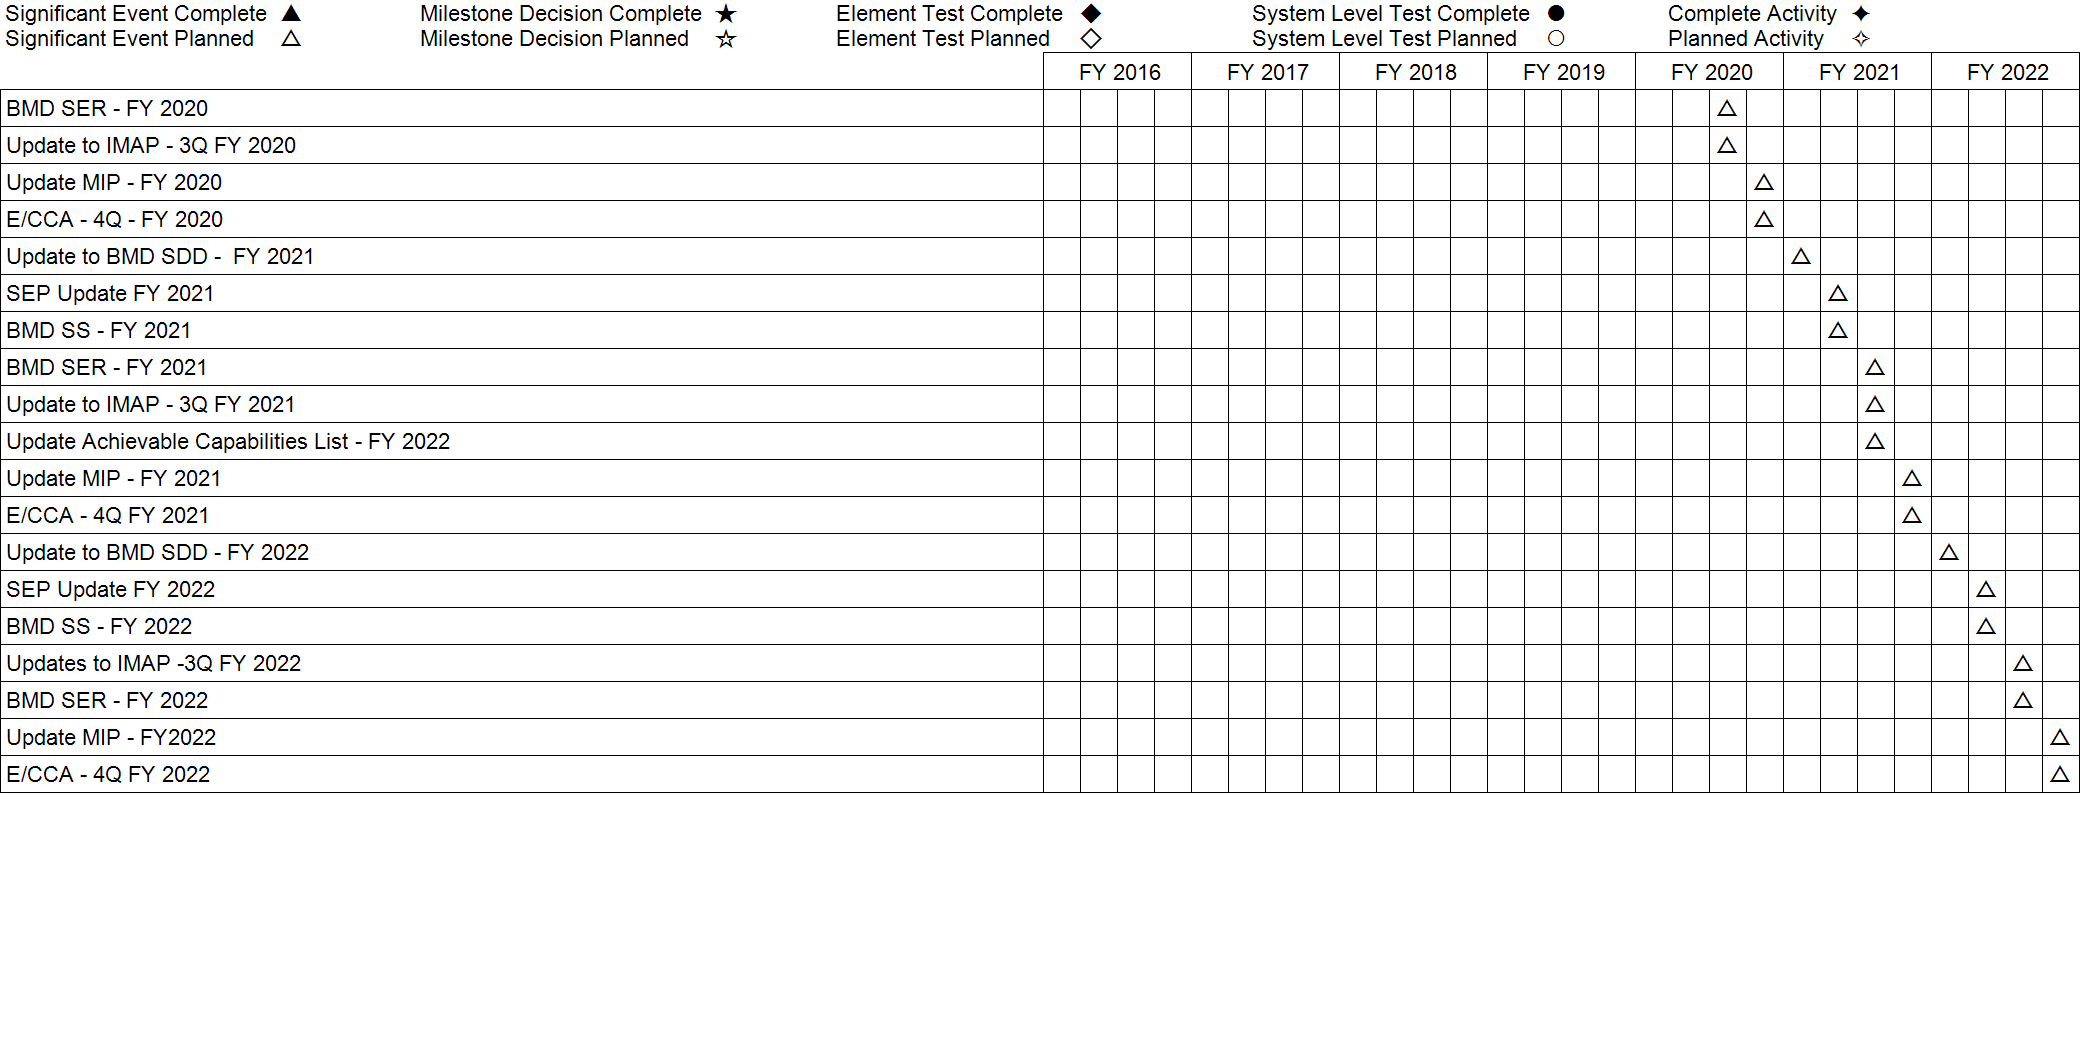 Significant Event Complete ▲ Milestone Decision Complete ★ Element Test Complete ◆ System Level Test Complete ● Complete Activity ✦
Significant Event Planned △ Milestone Decision Planned ☆ Element Test Planned ◇ System Level Test Planned ○ Planned Activity ✧
FY 2016 FY 2017 FY 2018 FY 2019 FY 2020 FY 2021 FY 2022
BMD SER - FY 2020 △
Update to IMAP - 3Q FY 2020 △
Update MIP - FY 2020 △
E/CCA - 4Q - FY 2020 △
Update to BMD SDD -  FY 2021 △
SEP Update FY 2021 △
BMD SS - FY 2021 △
BMD SER - FY 2021 △
Update to IMAP - 3Q FY 2021 △
Update Achievable Capabilities List - FY 2022 △
Update MIP - FY 2021 △
E/CCA - 4Q FY 2021 △
Update to BMD SDD - FY 2022 △
SEP Update FY 2022 △
BMD SS - FY 2022 △
Updates to IMAP -3Q FY 2022 △
BMD SER - FY 2022 △
Update MIP - FY2022 △
E/CCA - 4Q FY 2022 △